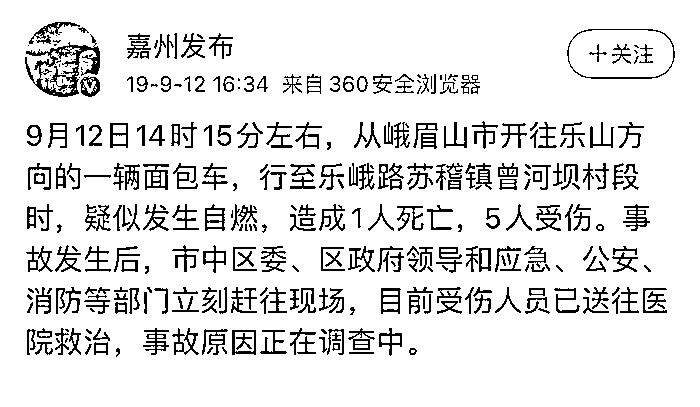 嘉州发布
19-9-12 16:34 来自 360安全浏览器
+关注
9月12日14时15分左右，从峨眉山市开往乐山方
向的一辆面包车，行至乐峨路苏稽镇曾河坝村段
时，疑似发生自燃，造成1人死亡，5人受伤。事
故发生后，市中区委、区政府领导和应急、公安、
消防等部门立刻赶往现场，目前受伤人员已送往医
院救治，事故原因正在调查中。